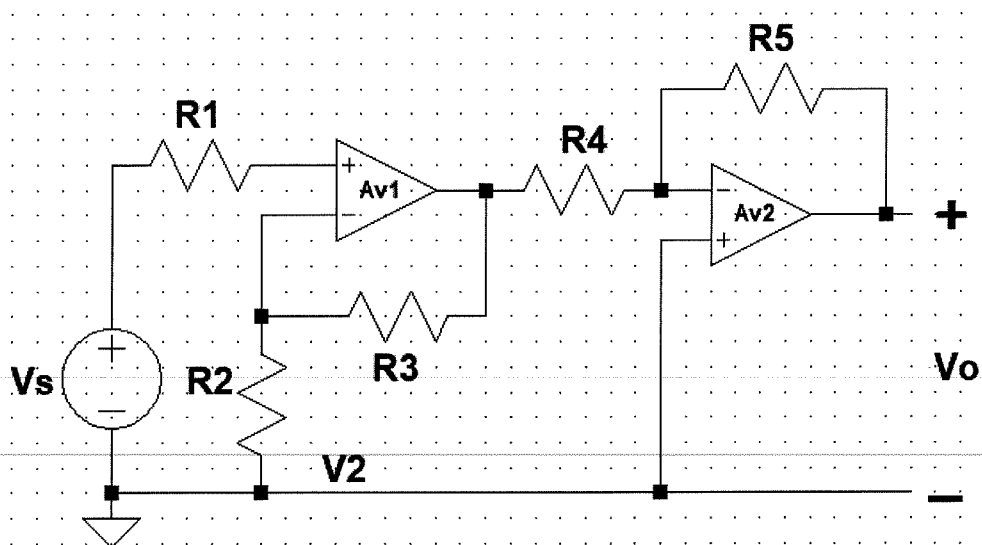 R5
R1
R4
+
Av1
−
−
Av2
+
+
R3
+
Vs
−
R2
Vo
V2
−